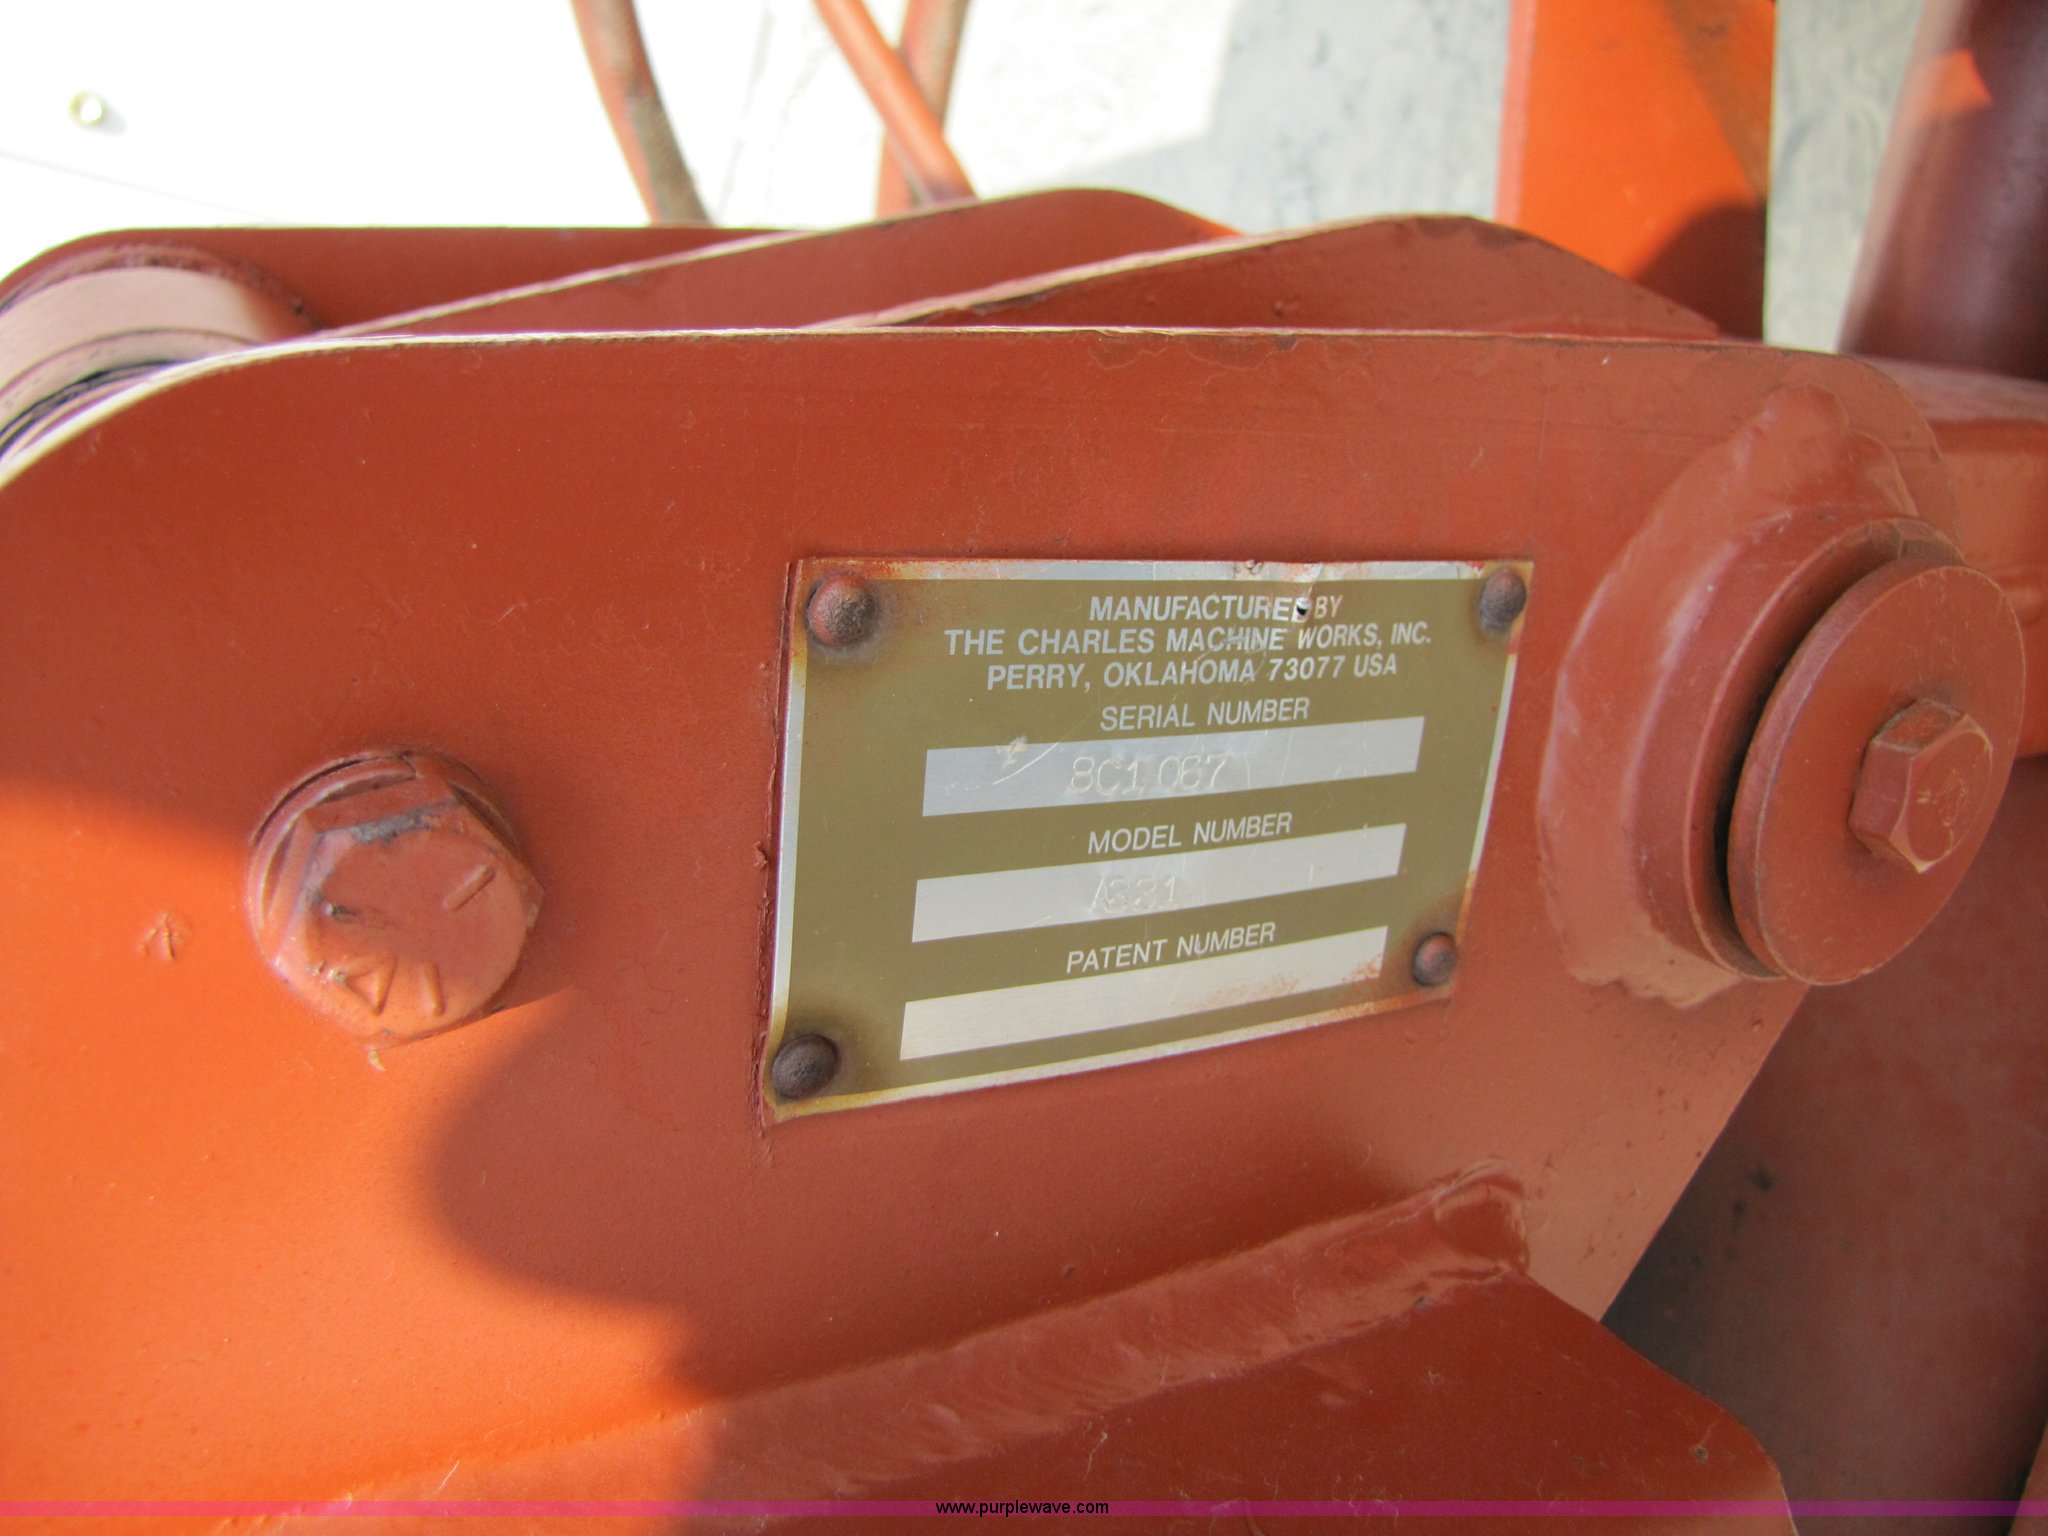 MANUFACTURED BY
THE CHARLES MACHINE WORKS, INC.
PERRY, OKLAHOMA 73077 USA
SERIAL NUMBER
8C1087
MODEL NUMBER
A331
PATENT NUMBER
www.purplewave.com